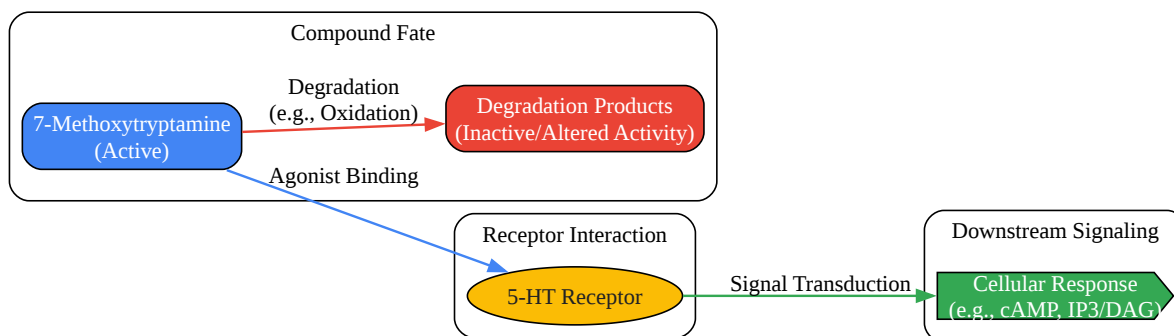 Compound Fate
7-Methoxytryptamine
(Active)
Degradation
(e.g., Oxidation)
Degradation Products
(Inactive/Altered Activity)
Agonist Binding
Receptor Interaction
5-HT Receptor
Signal Transduction
Downstream Signaling
Cellular Response
(e.g., cAMP, IP3/DAG)